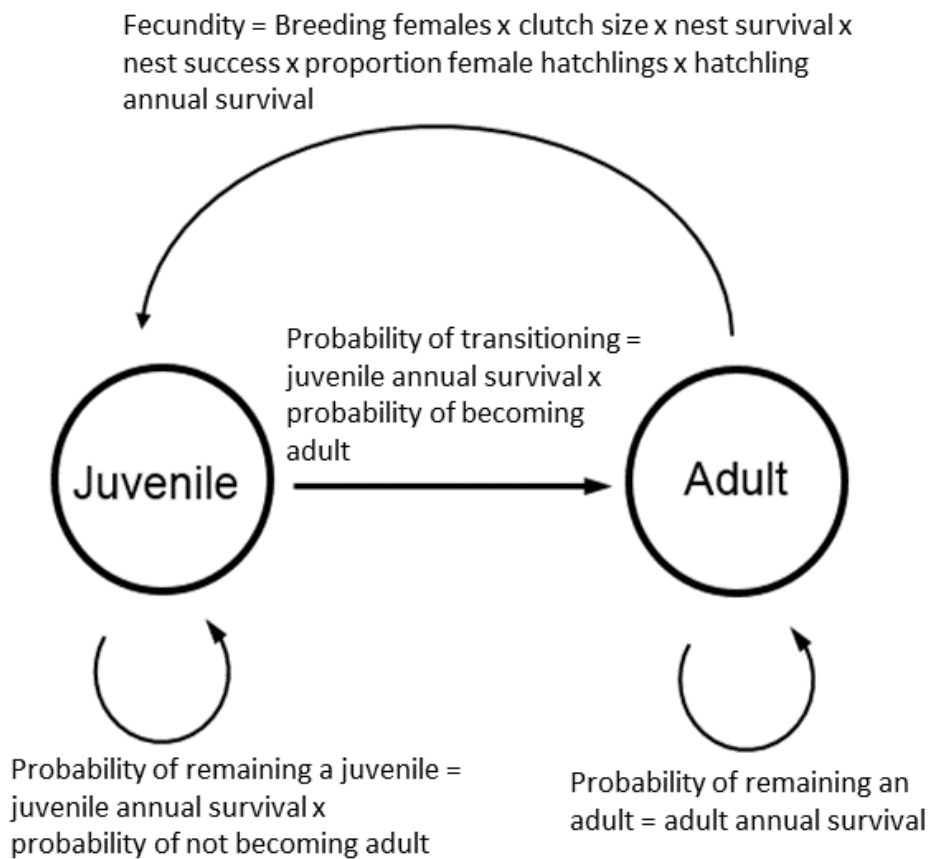 Fecundity = Breeding females x clutch size x nest survival x
nest success x proportion female hatchlings x hatchling
annual survival
Probability of transitioning =
juvenile annual survival x
probability of becoming
adult
Juvenile
Adult
Probability of remaining a juvenile =
juvenile annual survival x
probability of not becoming adult
Probability of remaining an
adult = adult annual survival